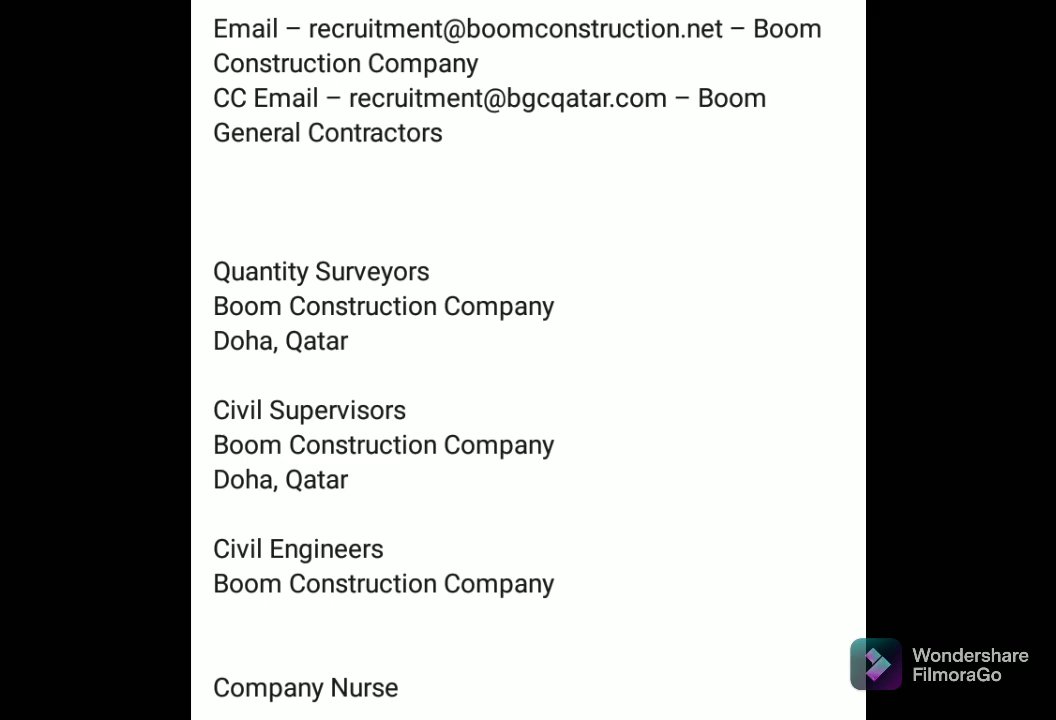 Email – recruitment@boomconstruction.net – Boom
Construction Company
CC Email – recruitment@bgcqatar.com – Boom
General Contractors
Quantity Surveyors
Boom Construction Company
Doha, Qatar
Civil Supervisors
Boom Construction Company
Doha, Qatar
Civil Engineers
Boom Construction Company
Company Nurse
Wondershare
FilmoraGo